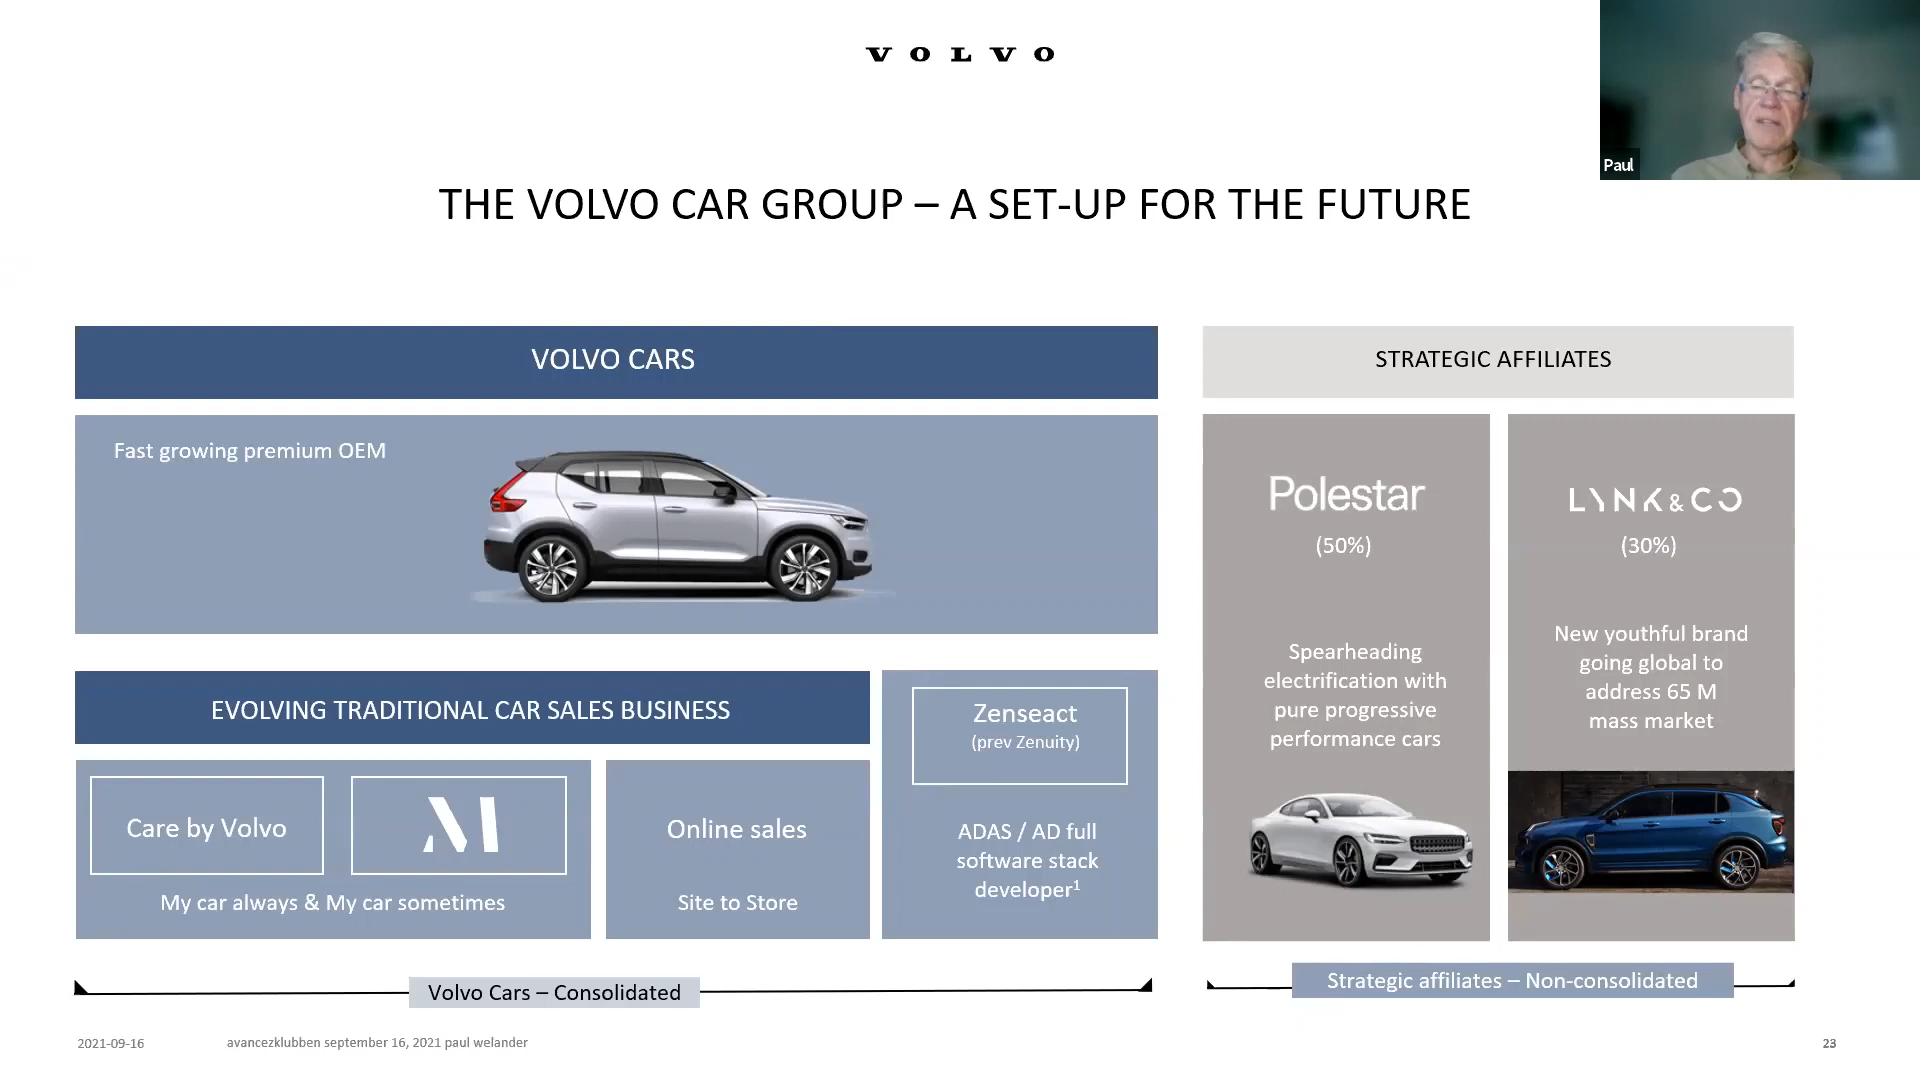 VOLVO
Paul
THE VOLVO CAR GROUP – A SET-UP FOR THE FUTURE
VOLVO CARS
Fast growing premium OEM
EVOLVING TRADITIONAL CAR SALES BUSINESS
Care by Volvo
M
My car always & My car sometimes
Online sales
Site to Store
Zenseact
(prev Zenuity)
ADAS / AD full
software stack
developer¹
Volvo Cars – Consolidated
STRATEGIC AFFILIATES
Polestar
(50%)
Spearheading
electrification with
pure progressive
performance cars
LYNK & CO
(30%)
New youthful brand
going global to
address 65 M
mass market
Strategic affiliates – Non-consolidated
2021-09-16
avancezklubben september 16, 2021 paul welander
23